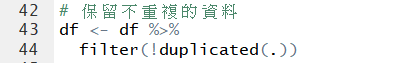 42 # 保留不重複的資料
43 df <- df %>%
44   filter(!duplicated(.))